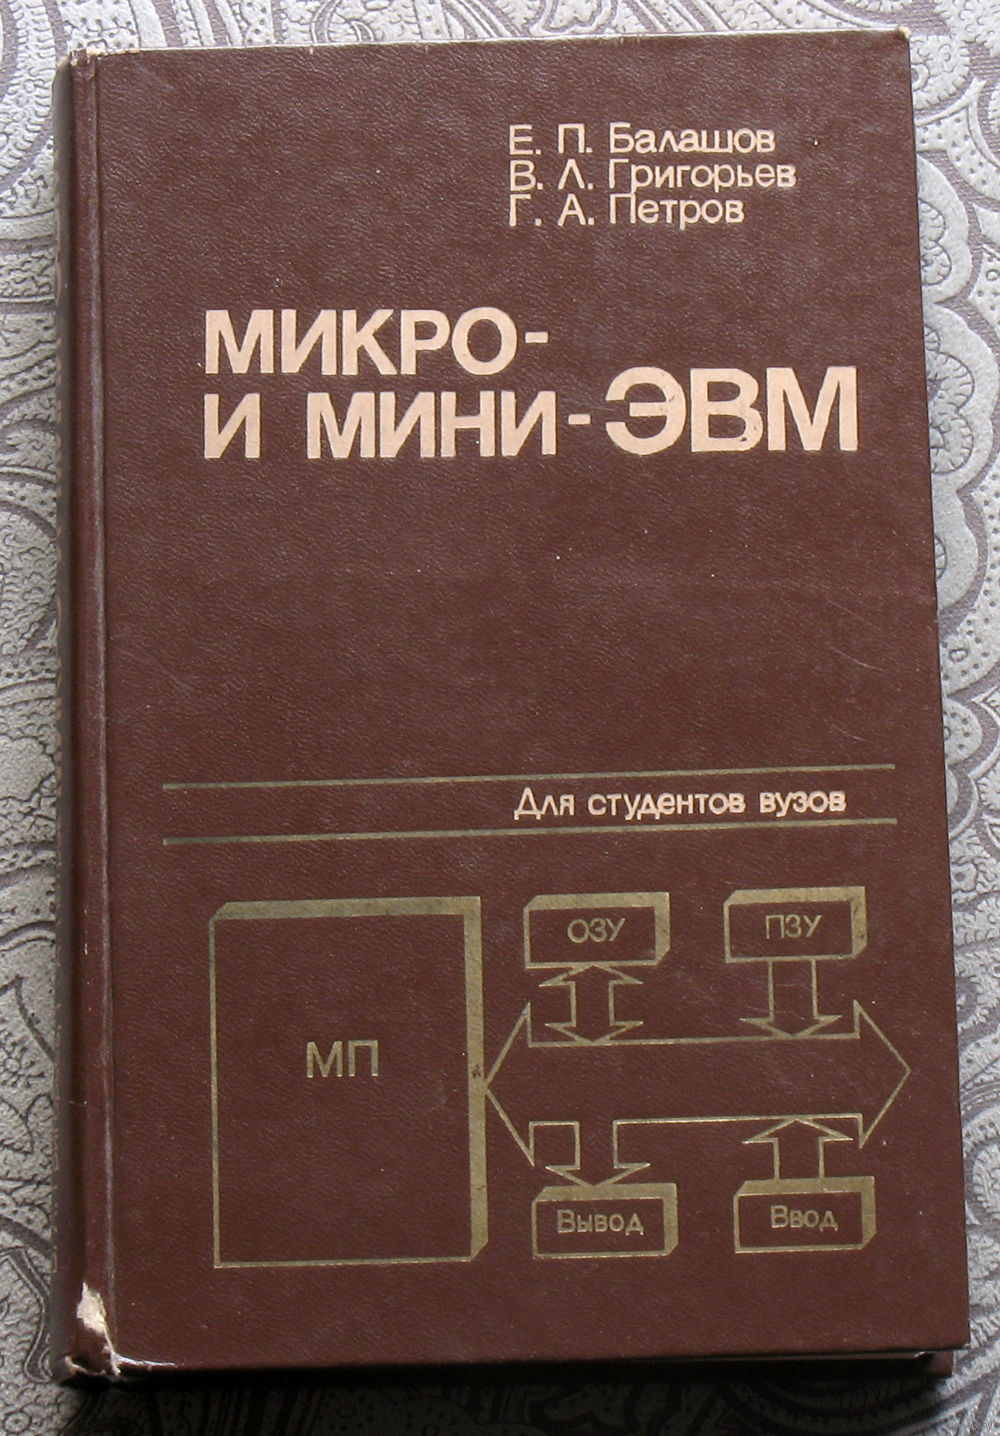 Е. П. Балашов
В. Л. Григорьев
Г. А. Петров
МИКРО-
И МИНИ-ЭВМ
Для студентов вузов
ОЗУ ПЗУ
МП
Вывод Ввод